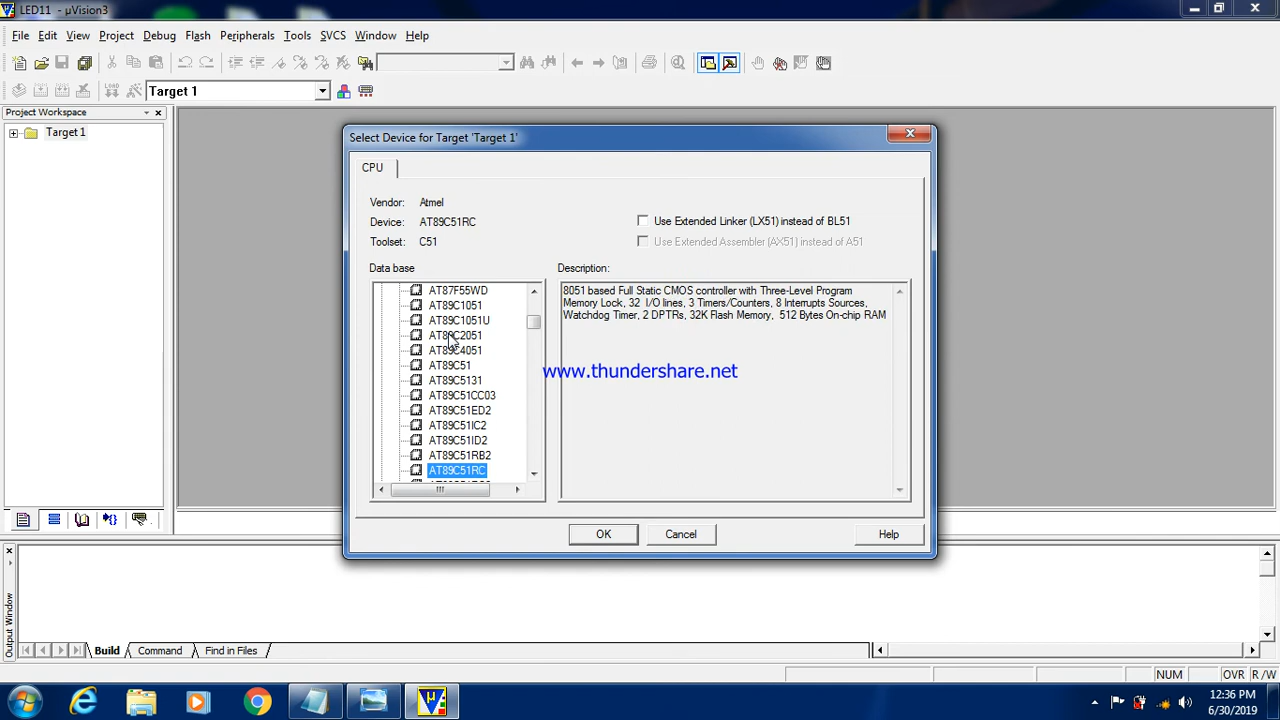 LED11 - µVision3
File Edit View Project Debug Flash Peripherals Tools SVCS Window Help
LOAD Target 1
Project Workspace
Target 1
Select Device for Target 'Target 1'
CPU
Vendor: Atmel
Device: AT89C51RC
Toolset: C51
Use Extended Linker (LX51) instead of BL51
Use Extended Assembler (AX51) instead of A51
Data base
AT87F55WD
AT89C1051
AT89C1051U
AT89C2051
AT89C4051
AT89C51
AT89C5131
AT89C51CC03
AT89C51ED2
AT89C51IC2
AT89C51ID2
AT89C51RB2
AT89C51RC
Description:
8051 based Full Static CMOS controller with Three-Level Program
Memory Lock, 32 I/O lines, 3 Timers/Counters, 8 Interrupts Sources,
Watchdog Timer, 2 DPTRs, 32K Flash Memory, 512 Bytes On-chip RAM
www.thundershare.net
OK Cancel Help
Output Window
Build Command Find in Files
NUM OVR R/W
12:36 PM
6/30/2019